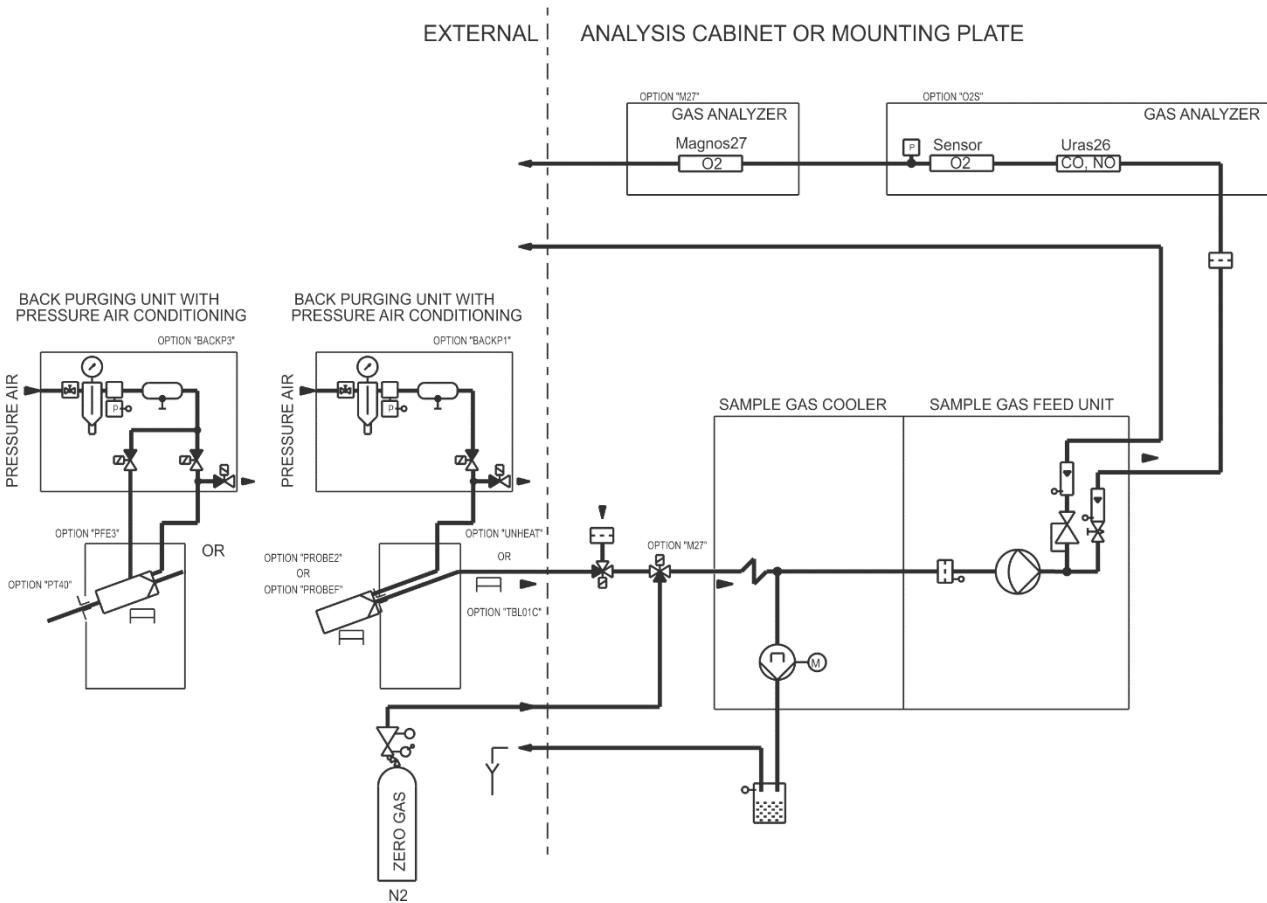 EXTERNAL
ANALYSIS CABINET OR MOUNTING PLATE
OPTION "M27"
GAS ANALYZER
Magnos27
O2
OPTION "O2S"
GAS ANALYZER
P
Sensor
O2
Uras26
CO, NO
BACK PURGING UNIT WITH
PRESSURE AIR CONDITIONING
OPTION "BACKP3"
PRESSURE AIR
P
BACK PURGING UNIT WITH
PRESSURE AIR CONDITIONING
OPTION "BACKP1"
PRESSURE AIR
P
SAMPLE GAS COOLER
SAMPLE GAS FEED UNIT
OPTION "PFE3"
OR
OPTION "PT40"
OPTION "UNHEAT"
OR
OPTION "PROBE2"
OR
OPTION "PROBEF"
OPTION "TBL01C"
OPTION "M27"
M
ZERO GAS
N2